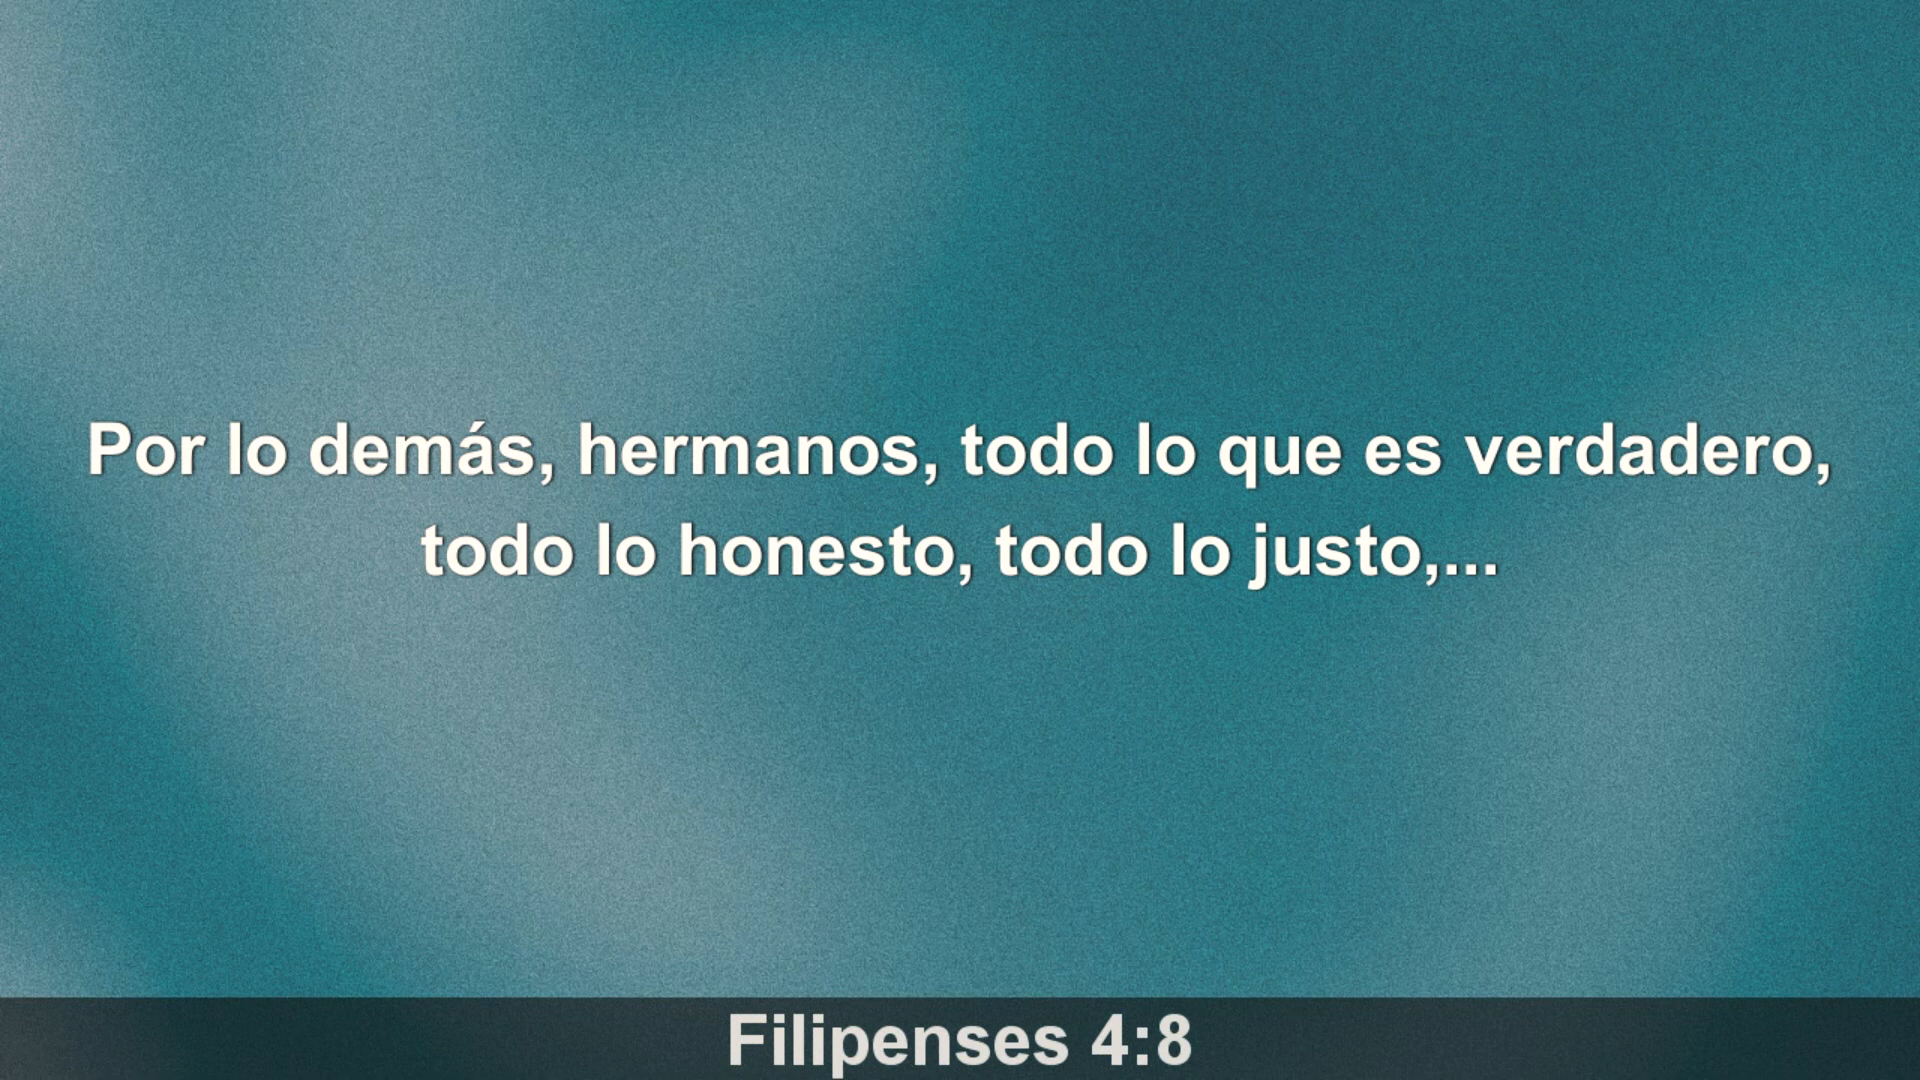 Por lo demás, hermanos, todo lo que es verdadero,
todo lo honesto, todo lo justo,...
Filipenses 4:8